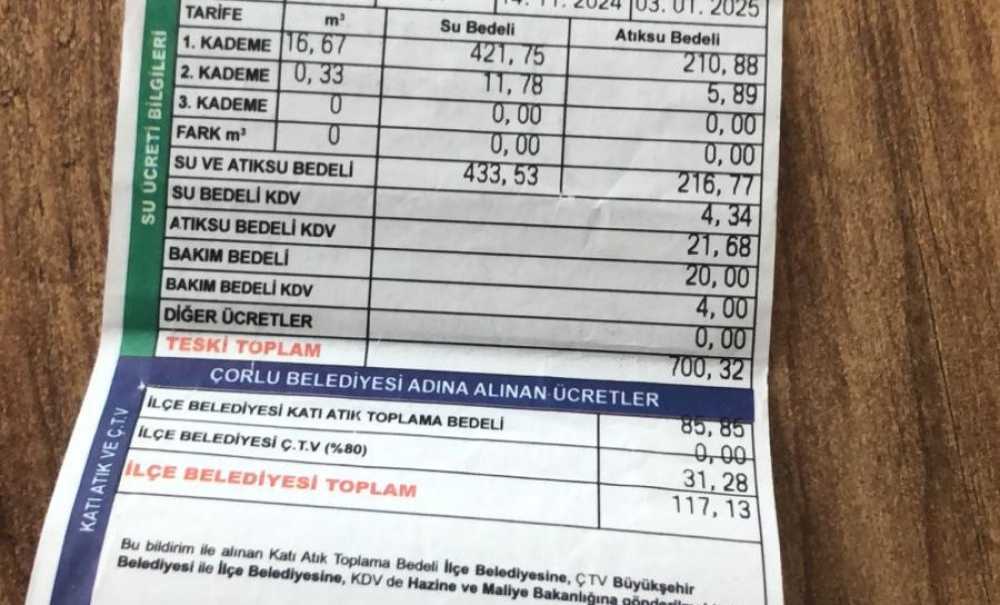 14. 11. 2024 03. 01. 2025
TARİFE m³ Su Bedeli Atıksu Bedeli
1. KADEME 16, 67 421, 75 210, 88
2. KADEME 0, 33 11, 78 5, 89
3. KADEME 0 0, 00 0, 00
FARK m³ 0 0, 00 0, 00
SU VE ATIKSU BEDELİ 433, 53 216, 77
SU BEDELİ KDV 4, 34
ATIKSU BEDELİ KDV 21, 68
BAKIM BEDELİ 20, 00
BAKIM BEDELİ KDV 4, 00
DİĞER ÜCRETLER 0, 00
TESKİ TOPLAM 700, 32
SU ÜCRETİ BİLGİLERİ
ÇORLU BELEDİYESİ ADINA ALINAN ÜCRETLER
İLÇE BELEDİYESİ KATI ATIK TOPLAMA BEDELİ 85, 85
0, 00
İLÇE BELEDİYESİ Ç.T.V (%80) 31, 28
İLÇE BELEDİYESİ TOPLAM 117, 13
KATI ATIK VE Ç.T.V
Bu bildirim ile alınan Katı Atık Toplama Bedeli İlçe Belediyesine, ÇTV Büyükşehir
Belediyesi ile İlçe Belediyesine, KDV de Hazine ve Maliye Bakanlığına